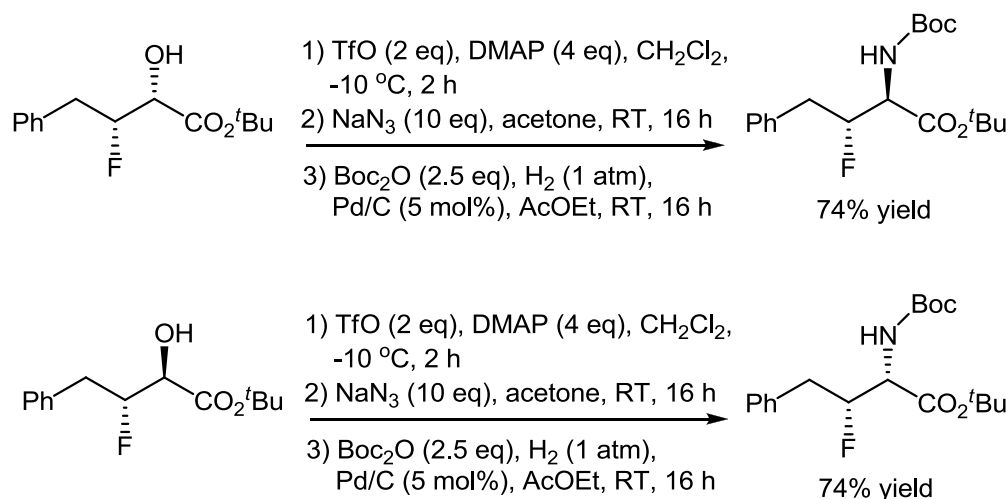 OH
Ph
F
CO2tBu
1) TfO (2 eq), DMAP (4 eq), CH2Cl2,
-10 oC, 2 h
2) NaN3 (10 eq), acetone, RT, 16 h
3) Boc2O (2.5 eq), H2 (1 atm),
Pd/C (5 mol%), AcOEt, RT, 16 h
HN
Boc
Ph
F
CO2tBu
74% yield
OH
Ph
F
CO2tBu
1) TfO (2 eq), DMAP (4 eq), CH2Cl2,
-10 oC, 2 h
2) NaN3 (10 eq), acetone, RT, 16 h
3) Boc2O (2.5 eq), H2 (1 atm),
Pd/C (5 mol%), AcOEt, RT, 16 h
HN
Boc
Ph
F
CO2tBu
74% yield